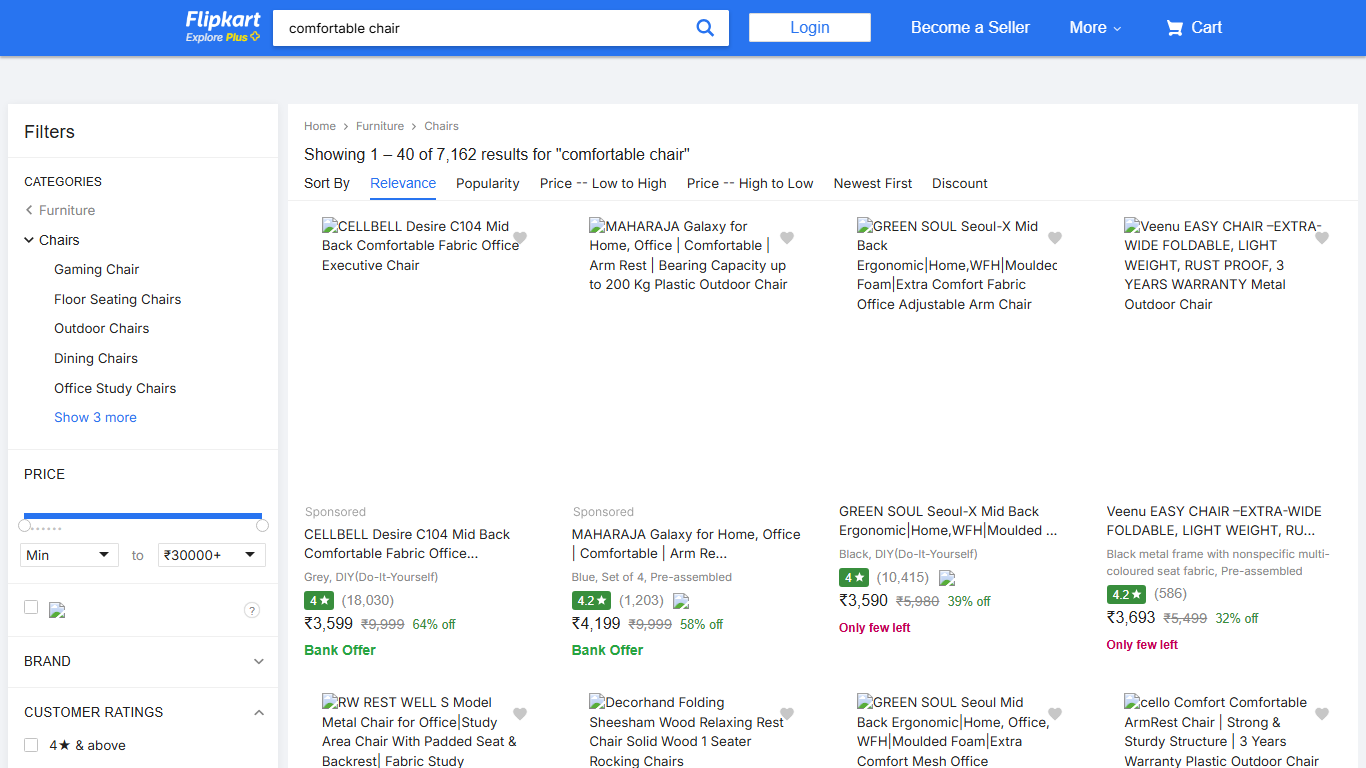 Flipkart
Explore Plus
comfortable chair
Login
Become a Seller
More
Cart
Filters
CATEGORIES
Furniture
Chairs
Gaming Chair
Floor Seating Chairs
Outdoor Chairs
Dining Chairs
Office Study Chairs
Show 3 more
PRICE
Min
to
₹30000+
?
BRAND
CUSTOMER RATINGS
4★ & above
Home
Furniture
Chairs
Showing 1 – 40 of 7,162 results for "comfortable chair"
Sort By
Relevance
Popularity
Price -- Low to High
Price -- High to Low
Newest First
Discount
CELLBELL Desire C104 Mid
Back Comfortable Fabric Office
Executive Chair
Sponsored
CELLBELL Desire C104 Mid Back
Comfortable Fabric Office...
Grey, DIY(Do-It-Yourself)
4★ (18,030)
₹3,599 ₹9,999 64% off
Bank Offer
MAHARAJA Galaxy for
Home, Office | Comfortable |
Arm Rest | Bearing Capacity up
to 200 Kg Plastic Outdoor Chair
Sponsored
MAHARAJA Galaxy for Home, Office
| Comfortable | Arm Re...
Blue, Set of 4, Pre-assembled
4.2★ (1,203)
₹4,199 ₹9,999 58% off
Bank Offer
GREEN SOUL Seoul-X Mid
Back
Ergonomic|Home,WFH|Moulded
Foam|Extra Comfort Fabric
Office Adjustable Arm Chair
GREEN SOUL Seoul-X Mid Back
Ergonomic|Home,WFH|Moulded ...
Black, DIY(Do-It-Yourself)
4★ (10,415)
₹3,590 ₹5,980 39% off
Only few left
Veenu EASY CHAIR –EXTRA-
WIDE FOLDABLE, LIGHT
WEIGHT, RUST PROOF, 3
YEARS WARRANTY Metal
Outdoor Chair
Veenu EASY CHAIR –EXTRA-WIDE
FOLDABLE, LIGHT WEIGHT, RU...
Black metal frame with nonspecific multi-
coloured seat fabric, Pre-assembled
4.2★ (586)
₹3,693 ₹5,499 32% off
Only few left
RW REST WELL S Model
Metal Chair for Office|Study
Area Chair With Padded Seat &
Backrest| Fabric Study
Decorhand Folding
Sheesham Wood Relaxing Rest
Chair Solid Wood 1 Seater
Rocking Chairs
GREEN SOUL Seoul Mid
Back Ergonomic|Home, Office,
WFH|Moulded Foam|Extra
Comfort Mesh Office
cello Comfort Comfortable
ArmRest Chair | Strong &
Sturdy Structure | 3 Years
Warranty Plastic Outdoor Chair